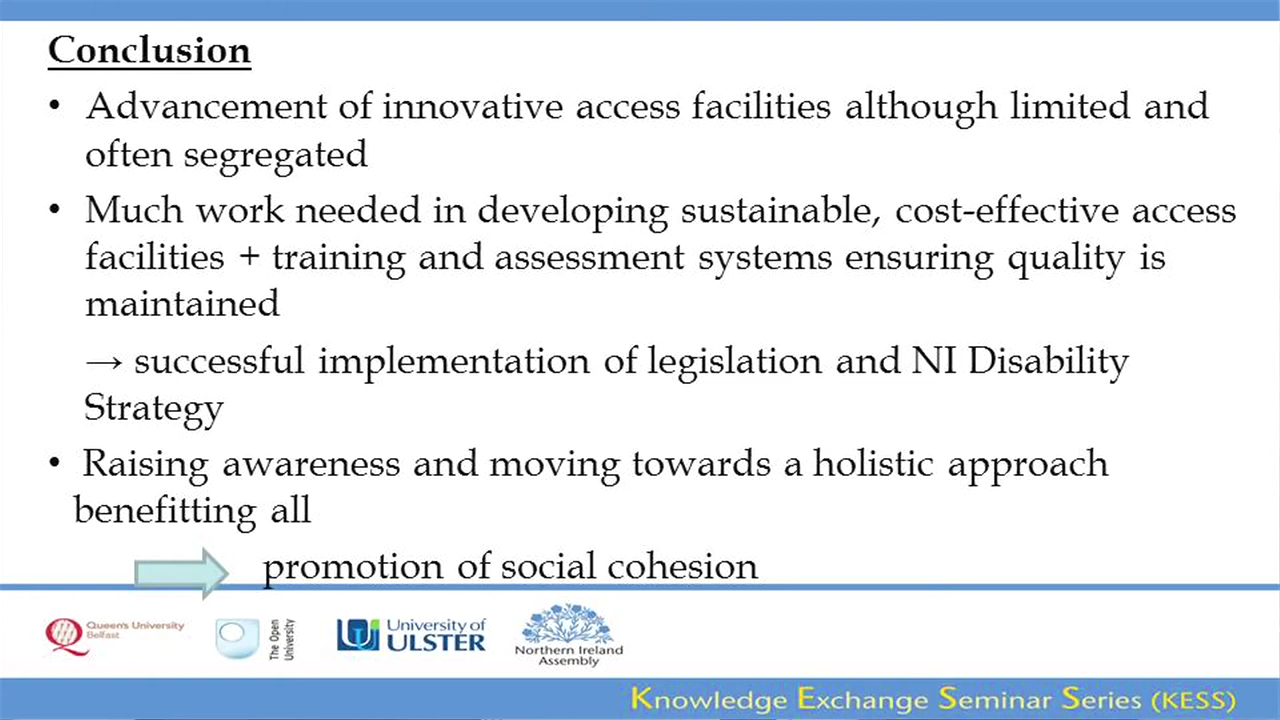 Conclusion
• Advancement of innovative access facilities although limited and
often segregated
• Much work needed in developing sustainable, cost-effective access
facilities + training and assessment systems ensuring quality is
maintained
→ successful implementation of legislation and NI Disability
Strategy
• Raising awareness and moving towards a holistic approach
benefitting all
promotion of social cohesion
Queen's University
Belfast
The Open
University
University of
ULSTER
Northern Ireland
Assembly
Knowledge Exchange Seminar Series (KESS)